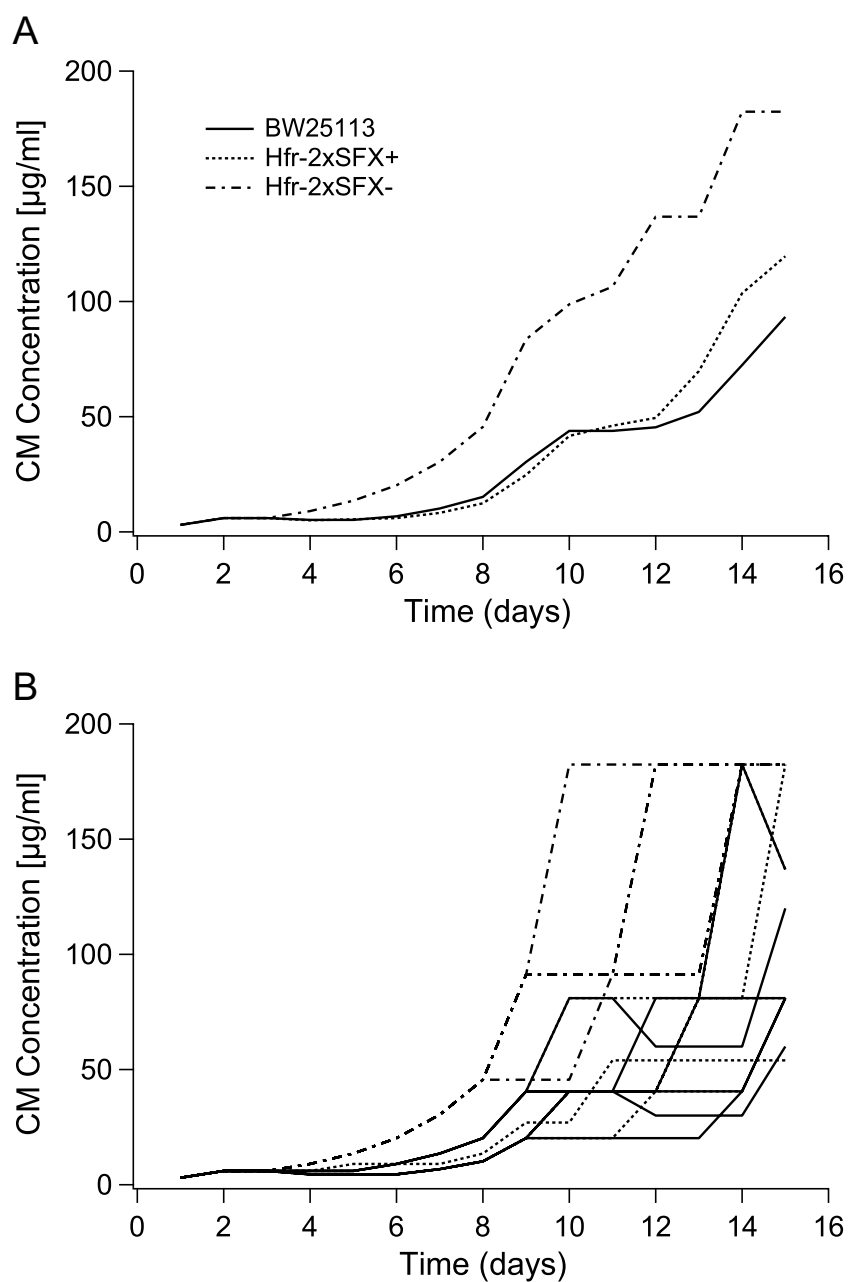 A
200
150
100
50
0
CM Concentration [µg/ml]
BW25113
Hfr-2xSFX+
Hfr-2xSFX-
0 2 4 6 8 10 12 14 16
Time (days)
B
200
150
100
50
0
CM Concentration [µg/ml]
0 2 4 6 8 10 12 14 16
Time (days)